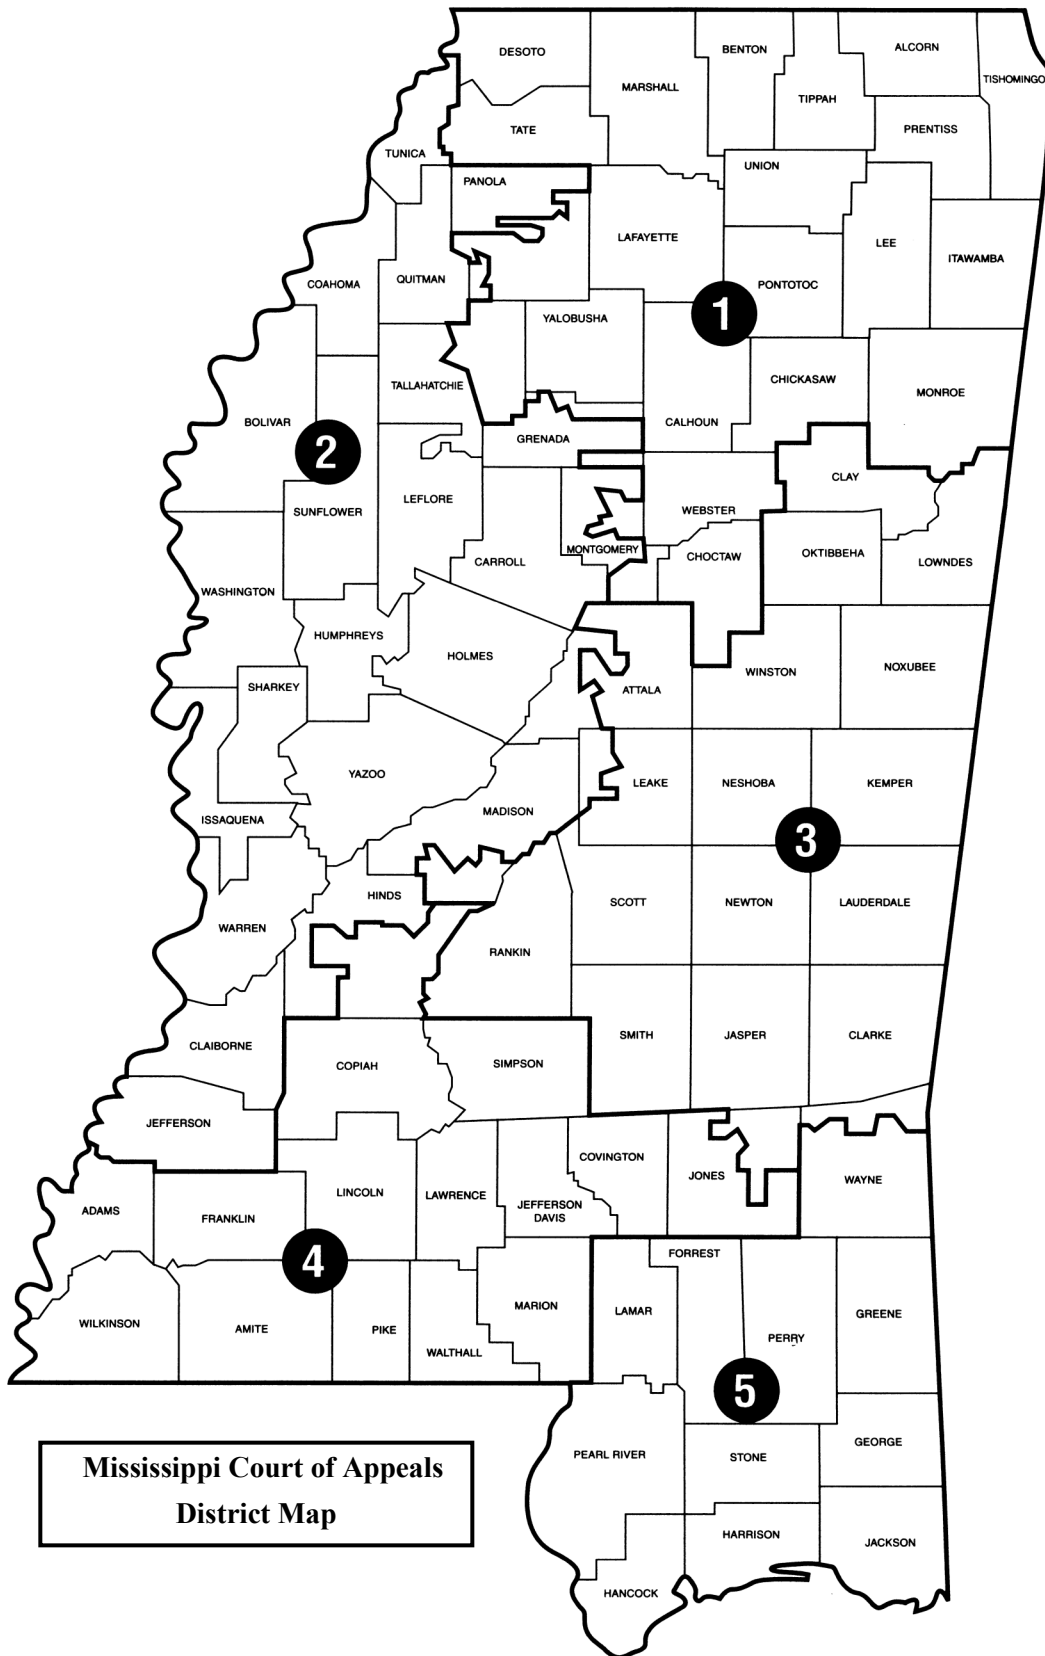 DESOTO
BENTON
ALCORN
TISHOMINGO
MARSHALL
TIPPAH
TATE
PRENTISS
TUNICA
UNION
PANOLA
LAFAYETTE
LEE
ITAWAMBA
COAHOMA
QUITMAN
PONTOTOC
1
YALOBUSHA
TALLAHATCHIE
CHICKASAW
MONROE
BOLIVAR
CALHOUN
2
GRENADA
CLAY
LEFLORE
SUNFLOWER
WEBSTER
MONTGOMERY
CHOCTAW
OKTIBBEHA
LOWNDES
CARROLL
WASHINGTON
HUMPHREYS
HOLMES
WINSTON
NOXUBEE
SHARKEY
ATTALA
YAZOO
LEAKE
NESHOBA
KEMPER
MADISON
ISSAQUENA
3
HINDS
SCOTT
NEWTON
LAUDERDALE
WARREN
RANKIN
SMITH
JASPER
CLARKE
CLAIBORNE
COPIAH
SIMPSON
JEFFERSON
COVINGTON
JONES
WAYNE
LINCOLN
LAWRENCE
JEFFERSON
DAVIS
ADAMS
FRANKLIN
4
FORREST
MARION
LAMAR
GREENE
WILKINSON
AMITE
PIKE
PERRY
WALTHALL
5
GEORGE
PEARL RIVER
STONE
Mississippi Court of Appeals
District Map
HARRISON
JACKSON
HANCOCK